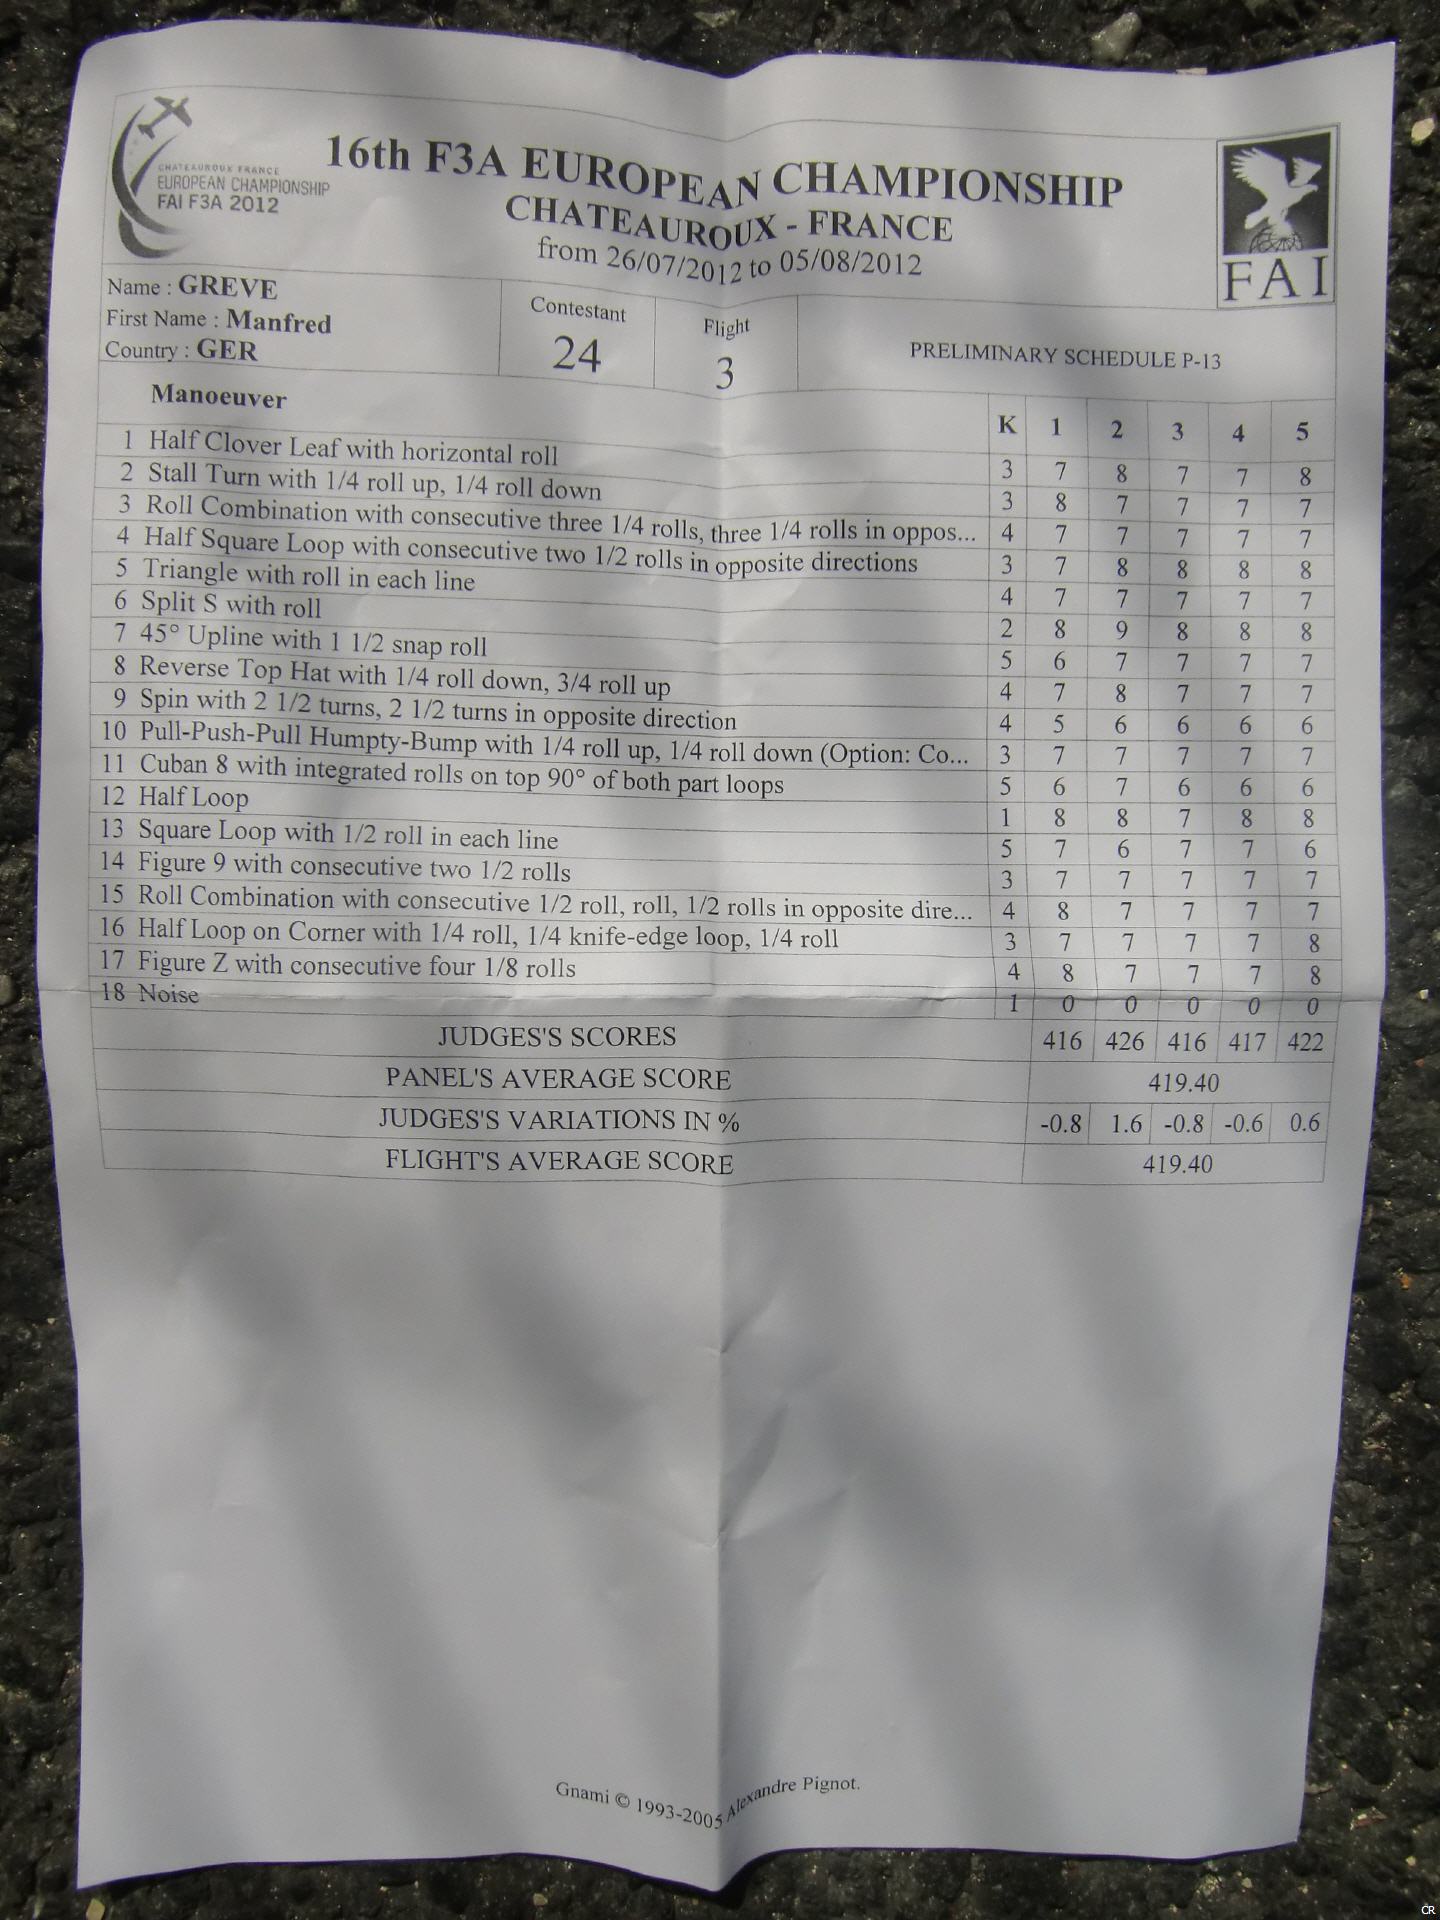 CHATEAUROUX FRANCE
EUROPEAN CHAMPIONSHIP
FAI F3A 2012
16th F3A EUROPEAN CHAMPIONSHIP
CHATEAUROUX - FRANCE
from 26/07/2012 to 05/08/2012
FAI
Name : GREVE
First Name : Manfred
Country : GER
Contestant
24
Flight
3
PRELIMINARY SCHEDULE P-13
Manoeuver K 1 2 3 4 5
1 Half Clover Leaf with horizontal roll 3 7 8 7 7 8
2 Stall Turn with 1/4 roll up, 1/4 roll down 3 8 7 7 7 7
3 Roll Combination with consecutive three 1/4 rolls, three 1/4 rolls in oppos... 4 7 7 7 7 7
4 Half Square Loop with consecutive two 1/2 rolls in opposite directions 3 7 8 8 8 8
5 Triangle with roll in each line 4 7 7 7 7 7
6 Split S with roll 2 8 9 8 8 8
7 45° Upline with 1 1/2 snap roll 5 6 7 7 7 7
8 Reverse Top Hat with 1/4 roll down, 3/4 roll up 4 7 8 7 7 7
9 Spin with 2 1/2 turns, 2 1/2 turns in opposite direction 4 5 6 6 6 6
10 Pull-Push-Pull Humpty-Bump with 1/4 roll up, 1/4 roll down (Option: Co... 3 7 7 7 7 7
11 Cuban 8 with integrated rolls on top 90° of both part loops 5 6 7 6 6 6
12 Half Loop 1 8 8 7 8 8
13 Square Loop with 1/2 roll in each line 5 7 6 7 7 6
14 Figure 9 with consecutive two 1/2 rolls 3 7 7 7 7 7
15 Roll Combination with consecutive 1/2 roll, roll, 1/2 rolls in opposite dire... 4 8 7 7 7 7
16 Half Loop on Corner with 1/4 roll, 1/4 knife-edge loop, 1/4 roll 3 7 7 7 7 8
17 Figure Z with consecutive four 1/8 rolls 4 8 7 7 7 8
18 Noise 1 0 0 0 0 0
JUDGES'S SCORES 416 426 416 417 422
PANEL'S AVERAGE SCORE 419.40
JUDGES'S VARIATIONS IN % -0.8 1.6 -0.8 -0.6 0.6
FLIGHT'S AVERAGE SCORE 419.40
Gnami © 1993-2005 Alexandre Pignot.
CR